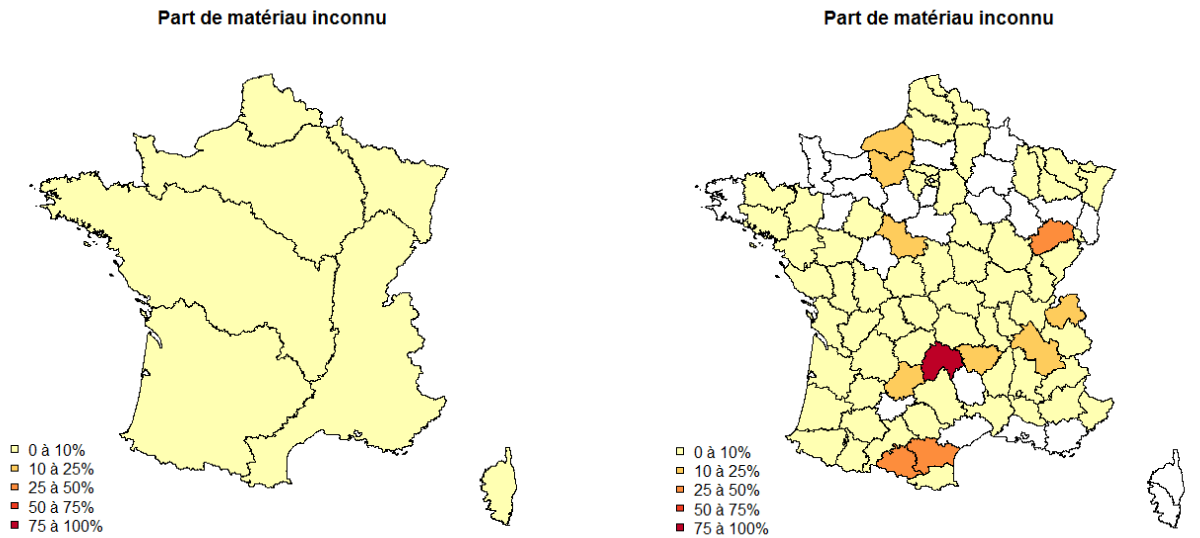 Part de matériau inconnu
0 à 10%
10 à 25%
25 à 50%
50 à 75%
75 à 100%
Part de matériau inconnu
0 à 10%
10 à 25%
25 à 50%
50 à 75%
75 à 100%